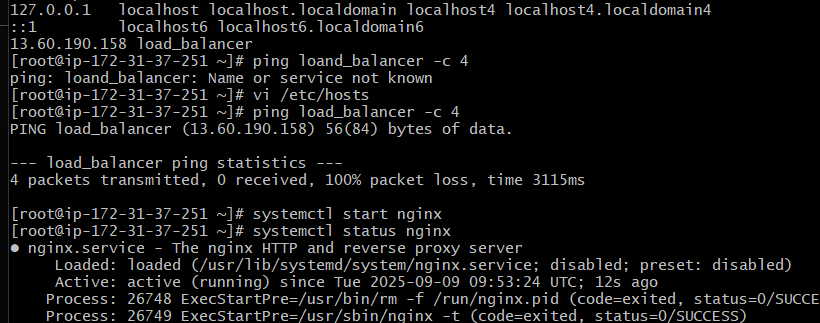 127.0.0.1   localhost localhost.localdomain localhost4 localhost4.localdomain4
::1         localhost6 localhost6.localdomain6
13.60.190.158 load_balancer
[root@ip-172-31-37-251 ~]# ping loand_balancer -c 4
ping: loand_balancer: Name or service not known
[root@ip-172-31-37-251 ~]# vi /etc/hosts
[root@ip-172-31-37-251 ~]# ping load_balancer -c 4
PING load_balancer (13.60.190.158) 56(84) bytes of data.
--- load_balancer ping statistics ---
4 packets transmitted, 0 received, 100% packet loss, time 3115ms
[root@ip-172-31-37-251 ~]# systemctl start nginx
[root@ip-172-31-37-251 ~]# systemctl status nginx
● nginx.service - The nginx HTTP and reverse proxy server
Loaded: loaded (/usr/lib/systemd/system/nginx.service; disabled; preset: disabled)
Active: active (running) since Tue 2025-09-09 09:53:24 UTC; 12s ago
Process: 26748 ExecStartPre=/usr/bin/rm -f /run/nginx.pid (code=exited, status=0/SUCCE
Process: 26749 ExecStartPre=/usr/sbin/nginx -t (code=exited, status=0/SUCCESS)